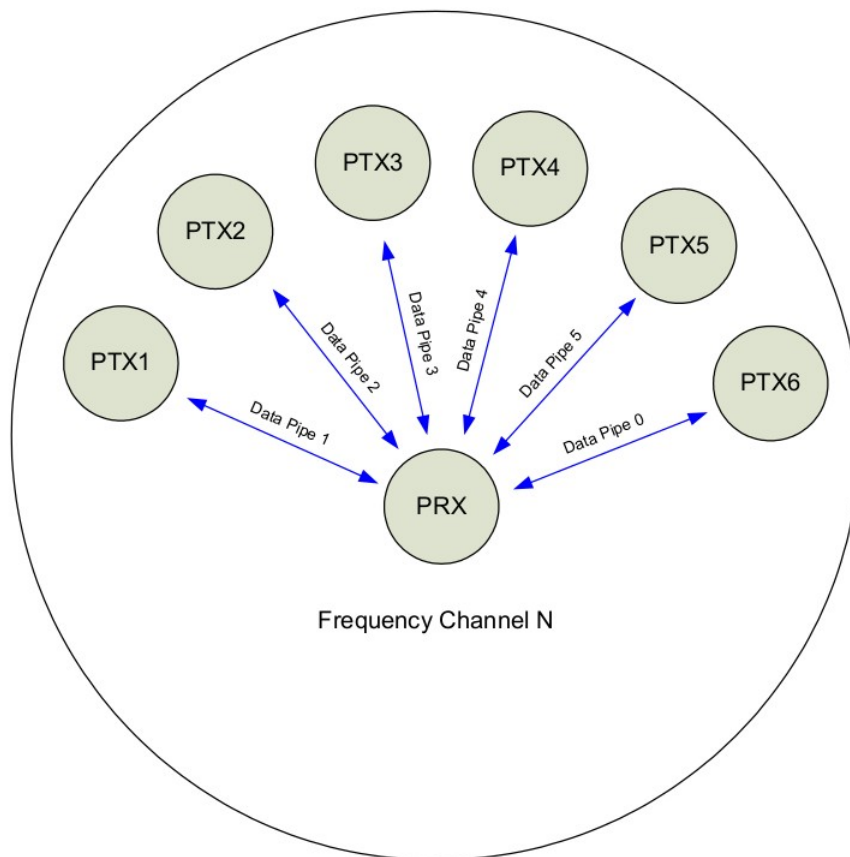 PTX3
PTX4
PTX2
PTX5
PTX1
PTX6
Data Pipe 1
Data Pipe 2
Data Pipe 3
Data Pipe 4
Data Pipe 5
Data Pipe 0
PRX
Frequency Channel N